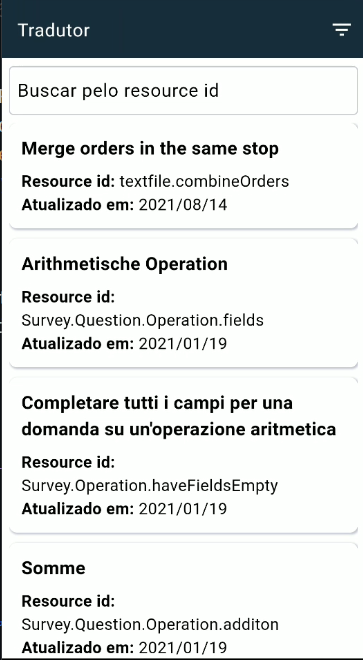 Tradutor
Buscar pelo resource id
Merge orders in the same stop
Resource id: textfile.combineOrders
Atualizado em: 2021/08/14
Arithmetische Operation
Resource id:
Survey.Question.Operation.fields
Atualizado em: 2021/01/19
Completare tutti i campi per una
domanda su un'operazione aritmetica
Resource id:
Survey.Operation.haveFieldsEmpty
Atualizado em: 2021/01/19
Somme
Resource id:
Survey.Question.Operation.additon
Atualizado em: 2021/01/19